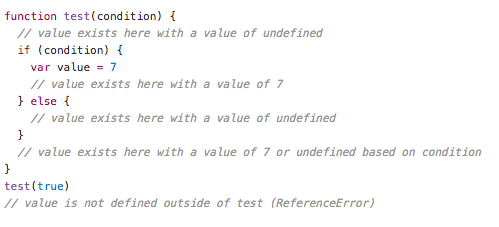 function test(condition) {
  // value exists here with a value of undefined
  if (condition) {
    var value = 7
    // value exists here with a value of 7
  } else {
    // value exists here with a value of undefined
  }
  // value exists here with a value of 7 or undefined based on condition
}
test(true)
// value is not defined outside of test (ReferenceError)